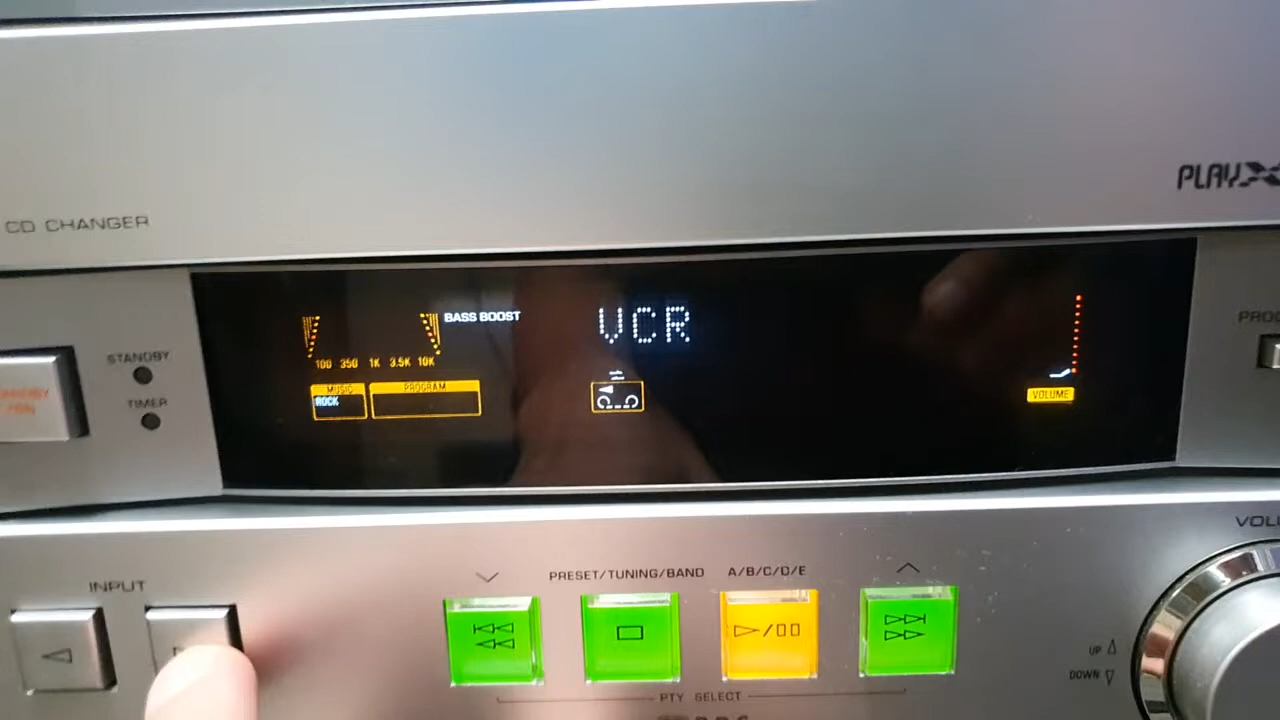 PLAY
CD CHANGER
BASS BOOST
VCR
100 350 1K 3.5K 10K
MUSIC
PROGRAM
ROCK
VOLUME
STANDBY
TIMER
INPUT
PRESET/TUNING/BAND
A/B/C/D/E
UP
DOWN
PTY SELECT